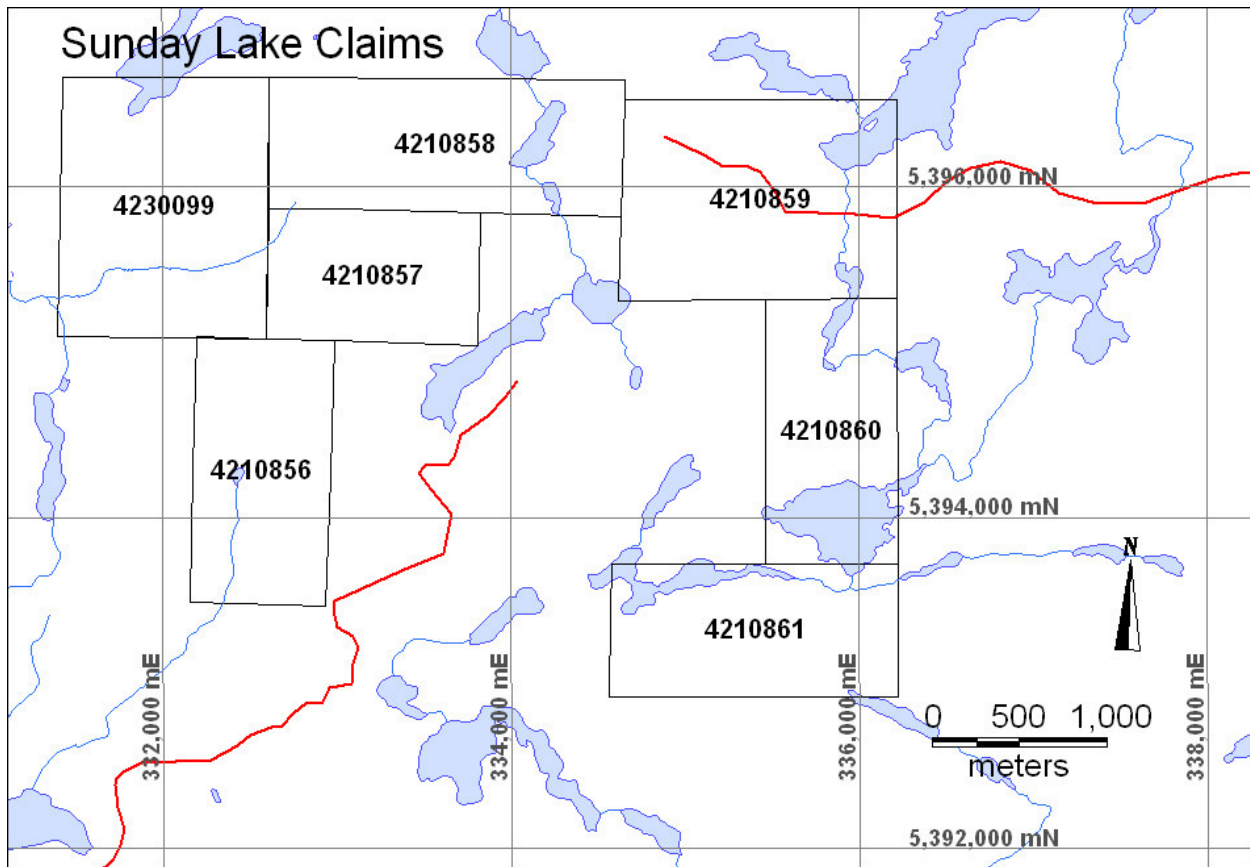 Sunday Lake Claims
4210858
5,396,000 mN
4230099
4210859
4210857
4210860
4210856
5,394,000 mN
N
4210861
332,000 mE
334,000 mE
336,000 mE
338,000 mE
0 500 1,000
meters
5,392,000 mN